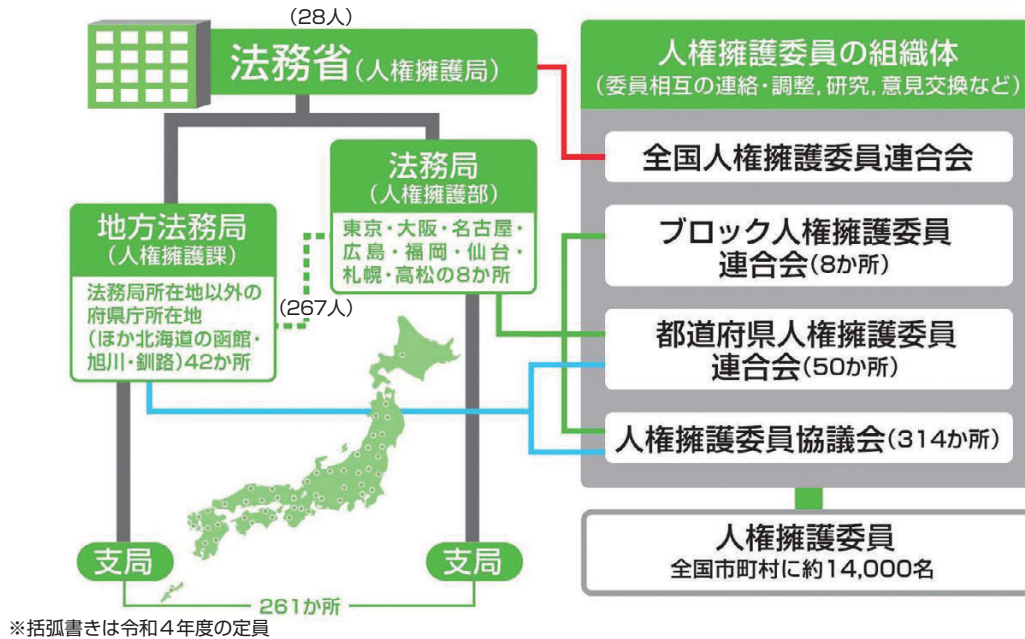 (28人)
法務省(人権擁護局)
法務局
(人権擁護部)
東京・大阪・名古屋・
広島・福岡・仙台・
札幌・高松の8か所
地方法務局
(人権擁護課)
法務局所在地以外の
府県庁所在地
(ほか北海道の函館・
旭川・釧路)42か所
(267人)
支局
支局
261か所
人権擁護委員の組織体
(委員相互の連絡・調整,研究,意見交換など)
全国人権擁護委員連合会
ブロック人権擁護委員
連合会(8か所)
都道府県人権擁護委員
連合会(50か所)
人権擁護委員協議会(314か所)
人権擁護委員
全国市町村に約14,000名
※括弧書きは令和4年度の定員